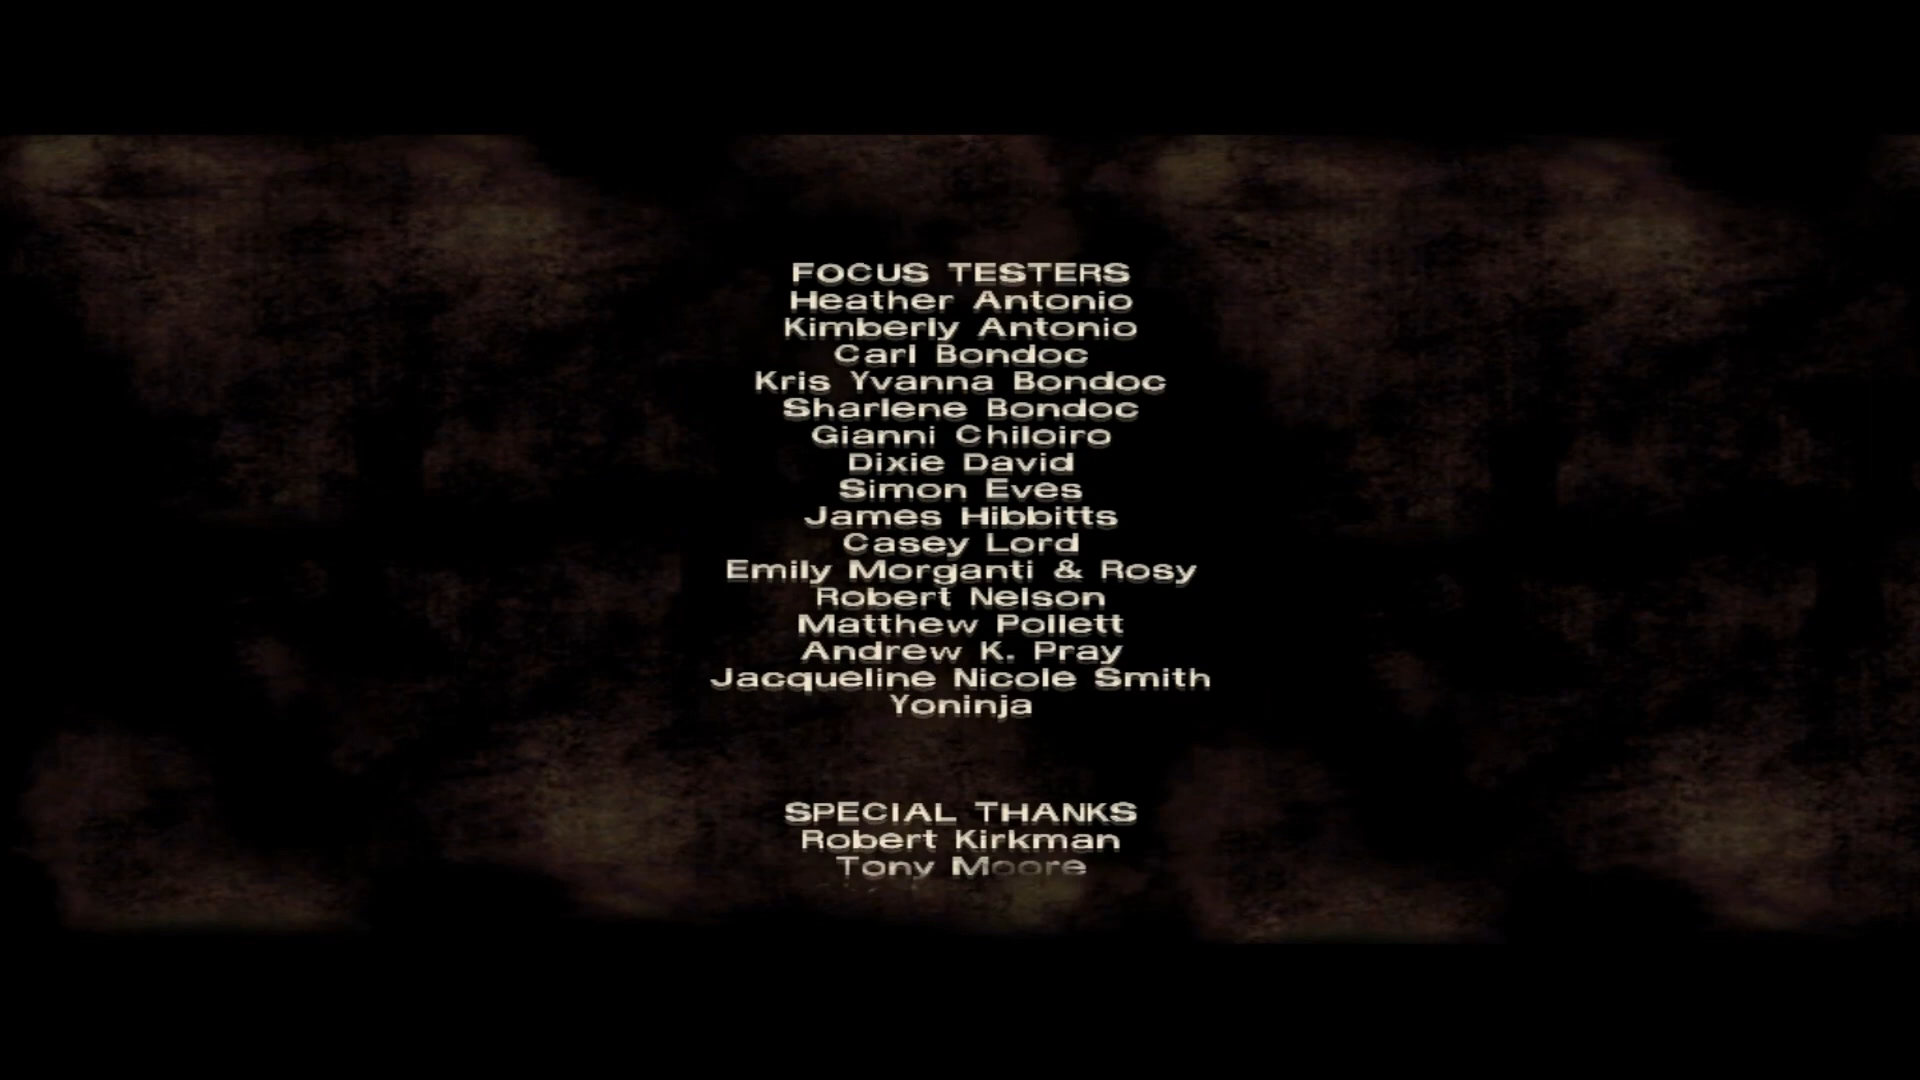 FOCUS TESTERS
Heather Antonio
Kimberly Antonio
Carl Bondoc
Kris Yvanna Bondoc
Sharlene Bondoc
Gianni Chiloiro
Dixie David
Simon Eves
James Hibbitts
Casey Lord
Emily Morganti & Rosy
Robert Nelson
Matthew Pollett
Andrew K. Pray
Jacqueline Nicole Smith
Yoninja
SPECIAL THANKS
Robert Kirkman
Tony Moore